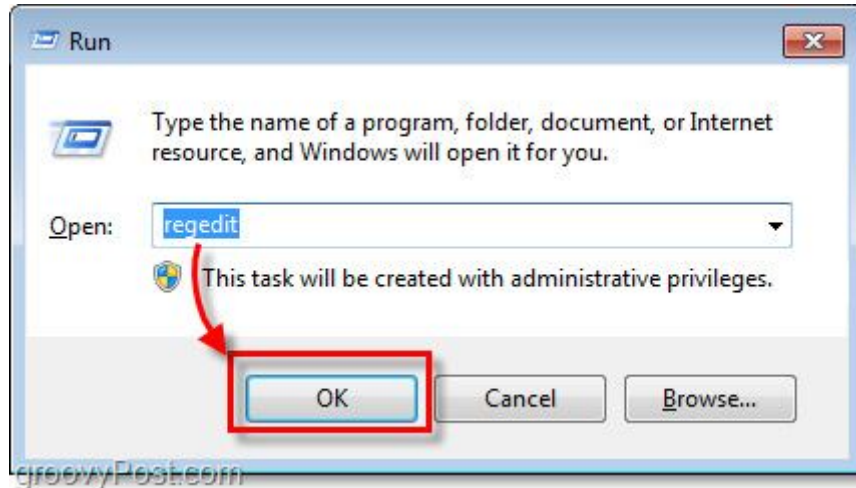 Run
Type the name of a program, folder, document, or Internet
resource, and Windows will open it for you.
Open: regedit
This task will be created with administrative privileges.
OK Cancel Browse...
groovyPost.com